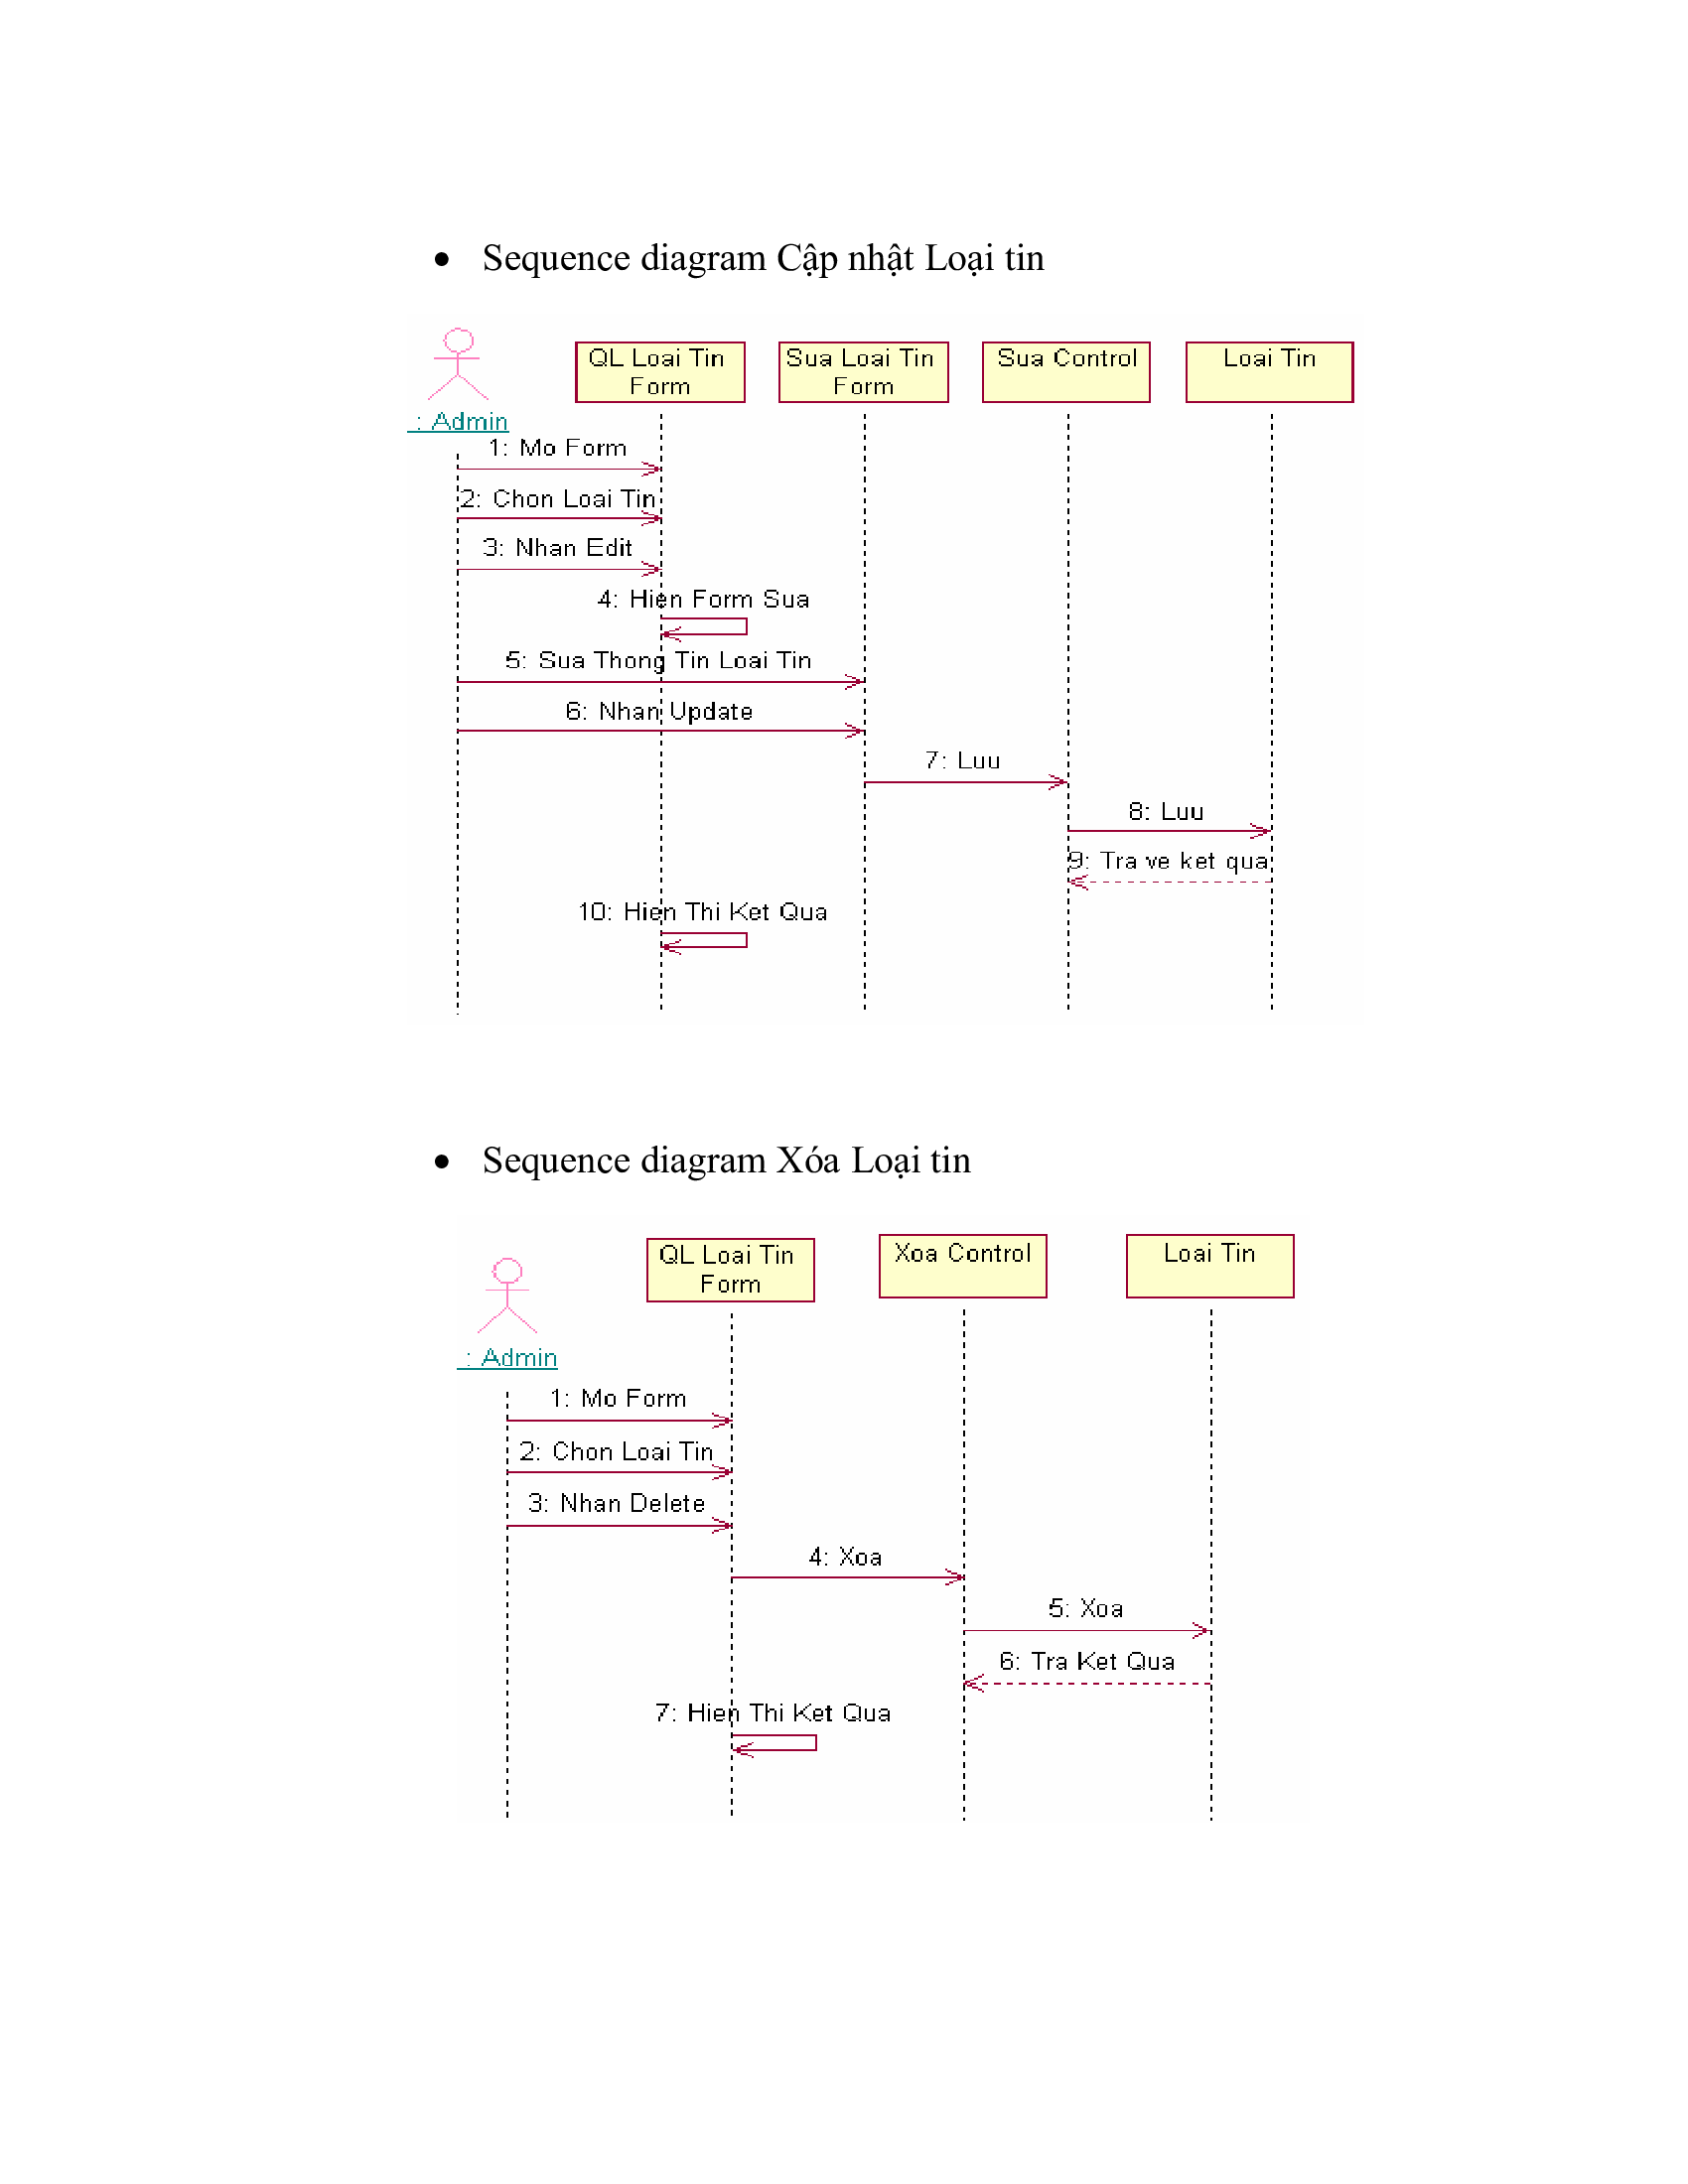 • Sequence diagram Cập nhật Loại tin
QL Loai Tin
Form
Sua Loai Tin
Form
Sua Control
Loai Tin
: Admin
1: Mo Form
2: Chon Loai Tin
3: Nhan Edit
4: Hien Form Sua
5: Sua Thong Tin Loai Tin
6: Nhan Update
7: Luu
8: Luu
9: Tra ve ket qua
10: Hien Thi Ket Qua
• Sequence diagram Xóa Loại tin
QL Loai Tin
Form
Xoa Control
Loai Tin
: Admin
1: Mo Form
2: Chon Loai Tin
3: Nhan Delete
4: Xoa
5: Xoa
6: Tra Ket Qua
7: Hien Thi Ket Qua